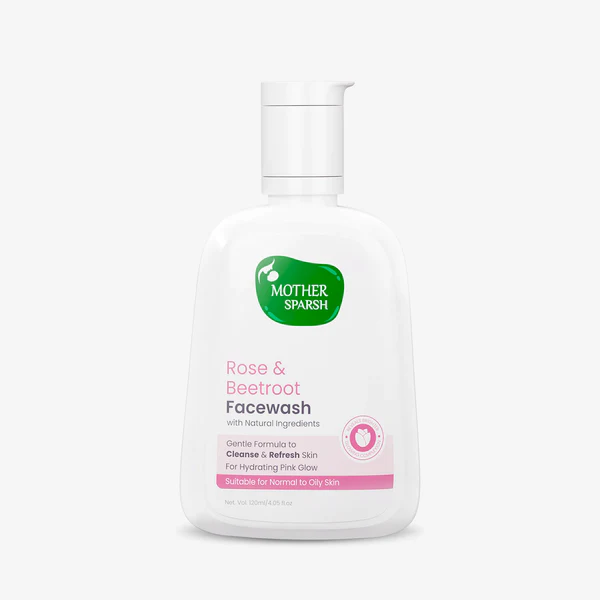 MOTHER
SPARSH
Rose &
Beetroot
Facewash
with Natural Ingredients
Gentle Formula to
Cleanse & Refresh Skin
For Hydrating Pink Glow
Suitable for Normal to Oily Skin
Net. Vol. 120ml/4.05 fl.oz